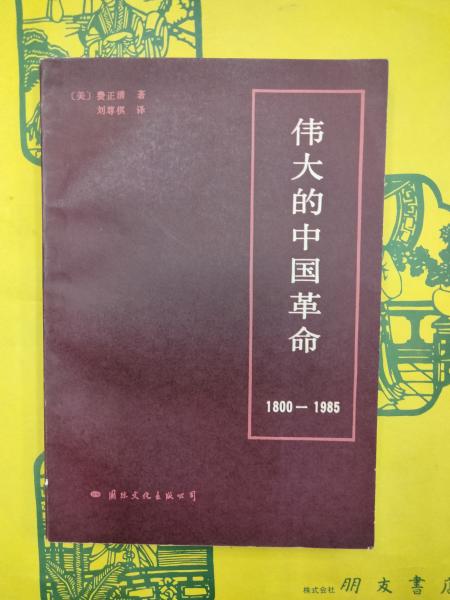 〔美〕费正清 著
刘尊棋 译
伟大的中国革命
1800—1985
国际文化出版公司
株式会社 朋友書店